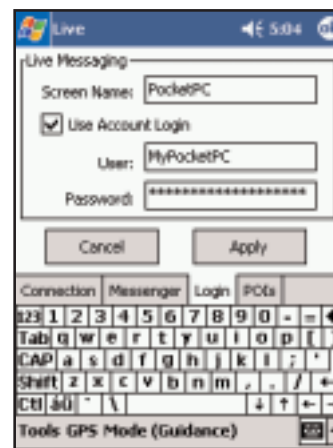 Live 5:04
Live Messaging
Screen Name: PocketPC
Use Account Login
User: MyPocketPC
Password: *******************
Cancel Apply
Connection Messenger Login POIs
123 1 2 3 4 5 6 7 8 9 0 - =
Tab q w e r t y u i o p [
CAP a s d f g h j k l ; '
Shift z x c v b n m , . /
Ctl áü ` \
Tools GPS Mode (Guidance)